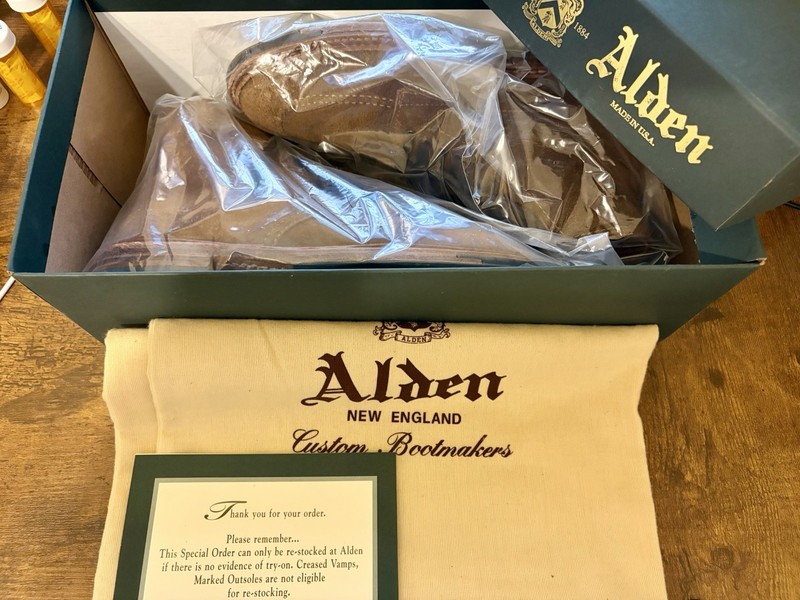 1884
Alden
MADE IN U.S.A.
ALDEN
Alden
NEW ENGLAND
Custom Bootmakers
Thank you for your order.
Please remember...
This Special Order can only be re-stocked at Alden
if there is no evidence of try-on. Creased Vamps,
Marked Outsoles are not eligible
for re-stocking.